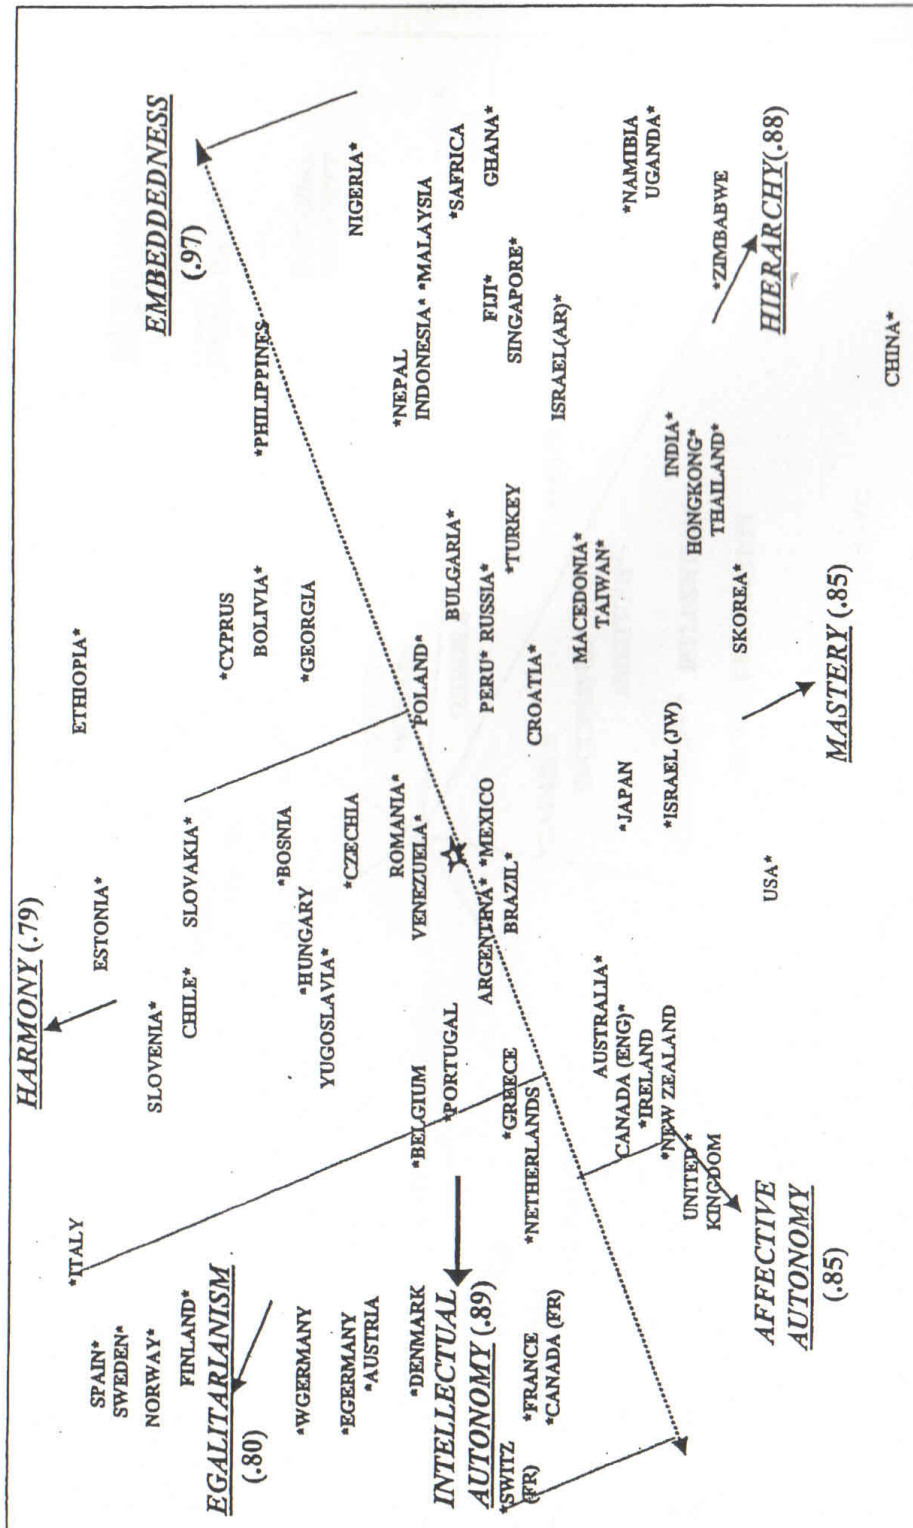 HARMONY (.79)
*ITALY
ETHIOPIA*
SPAIN*
ESTONIA*
SWEDEN*
NORWAY*
SLOVENIA*
EMBEDDEDNESS
(.97)
FINLAND*
CHILE*
SLOVAKIA*
EGALITARIANISM
(.80)
*CYPRUS
BOLIVIA*
*PHILIPPINES
*BOSNIA
*WGERMANY
*HUNGARY
*GEORGIA
YUGOSLAVIA*
*EGERMANY
*CZECHIA
NIGERIA*
*AUSTRIA
ROMANIA*
*NEPAL
*DENMARK
*BELGIUM
VENEZUELA*
POLAND*
INDONESIA*
*MALAYSIA
INTELLECTUAL
AUTONOMY (.89)
*PORTUGAL
BULGARIA*
*SAFRICA
ARGENTINA*
*MEXICO
PERU*
RUSSIA*
FIJI*
GHANA*
*SWITZ
(FR)
*GREECE
BRAZIL*
*TURKEY
SINGAPORE*
*FRANCE
*NETHERLANDS
CROATIA*
*CANADA (FR)
ISRAEL(AR)*
MACEDONIA*
AUSTRALIA*
TAIWAN*
CANADA (ENG)*
*JAPAN
*NAMIBIA
*IRELAND
UGANDA*
*NEW ZEALAND
*ISRAEL (JW)
INDIA*
UNITED*
KINGDOM
HONGKONG*
THAILAND*
*ZIMBABWE
SKOREA*
AFFECTIVE
AUTONOMY
(.85)
USA*
HIERARCHY(.88)
MASTERY (.85)
CHINA*